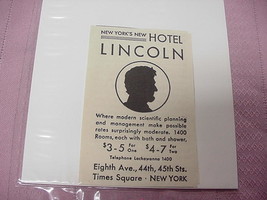 NEW YORK'S NEW HOTEL
LINCOLN
Where modern scientific planning
and management make possible
rates surprisingly moderate. 1400
Rooms, each with bath and shower.
$3-5 For One $4-7 For Two
Telephone Lackawanna 1400
Eighth Ave., 44th, 45th Sts.
Times Square · NEW YORK